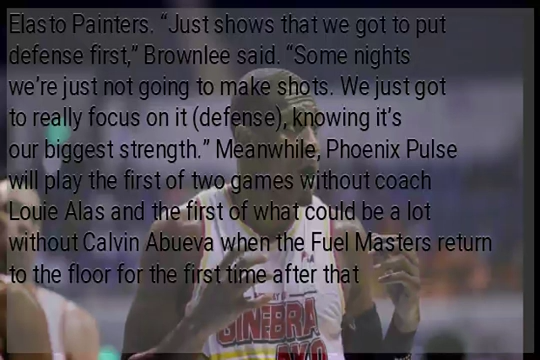 Elasto Painters. “Just shows that we got to put
defense first,” Brownlee said. “Some nights
we’re just not going to make shots. We just got
to really focus on it (defense), knowing it’s
our biggest strength.” Meanwhile, Phoenix Pulse
will play the first of two games without coach
Louie Alas and the first of what could be a lot
without Calvin Abueva when the Fuel Masters return
to the floor for the first time after that
GINEBRA